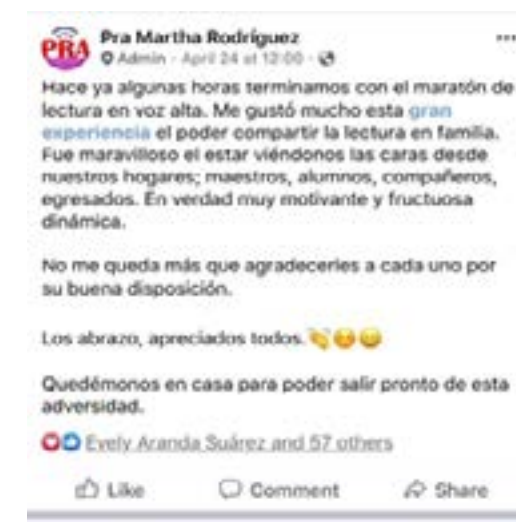 PRA
Pra Martha Rodríguez
Admin · April 24 at 12:00 ·
Hace ya algunas horas terminamos con el maratón de
lectura en voz alta. Me gustó mucho esta gran
experiencia el poder compartir la lectura en familia.
Fue maravilloso el estar viéndonos las caras desde
nuestros hogares; maestros, alumnos, compañeros,
egresados. En verdad muy motivante y fructuosa
dinámica.
No me queda más que agradecerles a cada uno por
su buena disposición.
Los abrazo, apreciados todos.
Quedémonos en casa para poder salir pronto de esta
adversidad.
Evely Aranda Suárez and 57 others
Like Comment Share